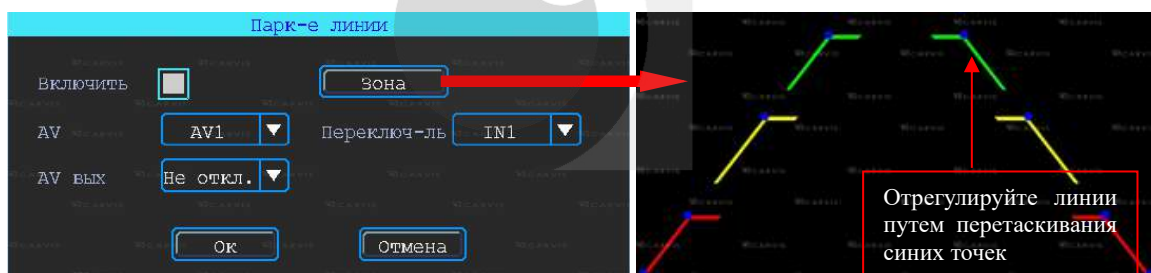 Парк-е линии
Включить
Зона
AV
AV1
Переключ-ль
IN1
AV вых
Не откл.
Ок
Отмена
Отрегулируйте линии
путем перетаскивания
синих точек